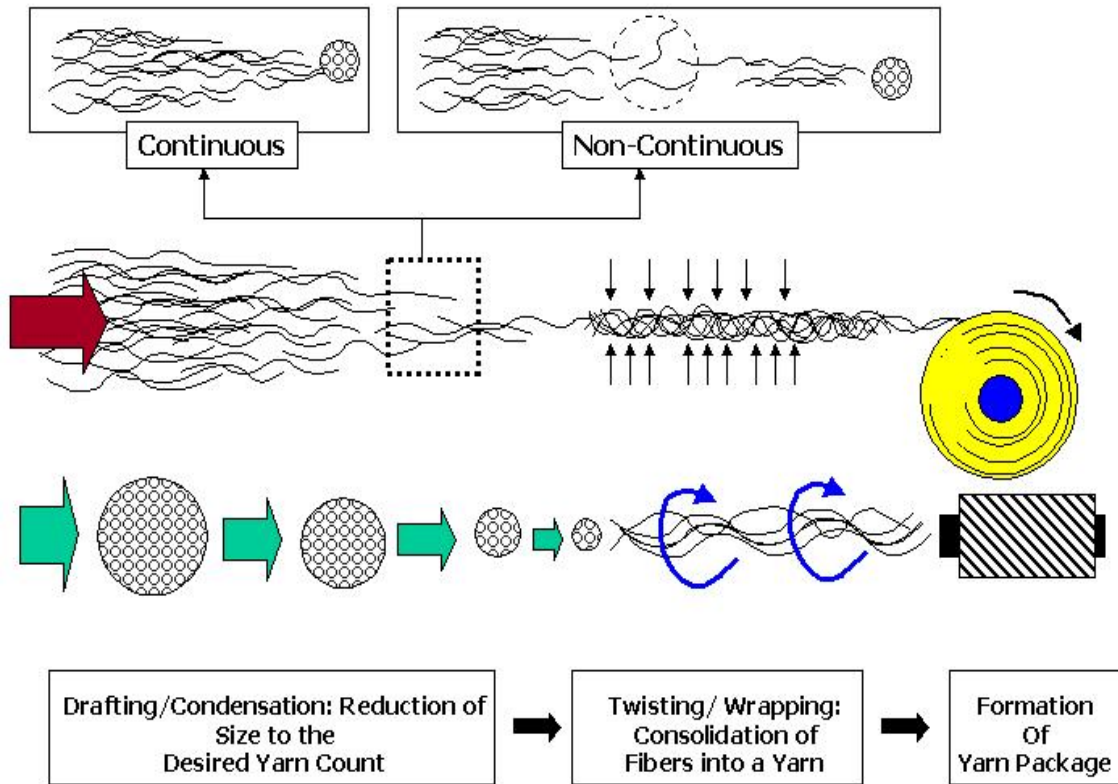 Continuous
Non-Continuous
Drafting/Condensation: Reduction of
Size to the
Desired Yarn Count
Twisting/ Wrapping:
Consolidation of
Fibers into a Yarn
Formation
Of
Yarn Package